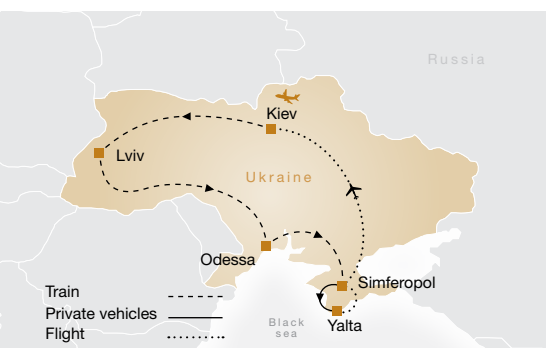 Russia
Kiev
Lviv
Ukraine
Odessa
Simferopol
Yalta
Black
sea
Train
Private vehicles
Flight